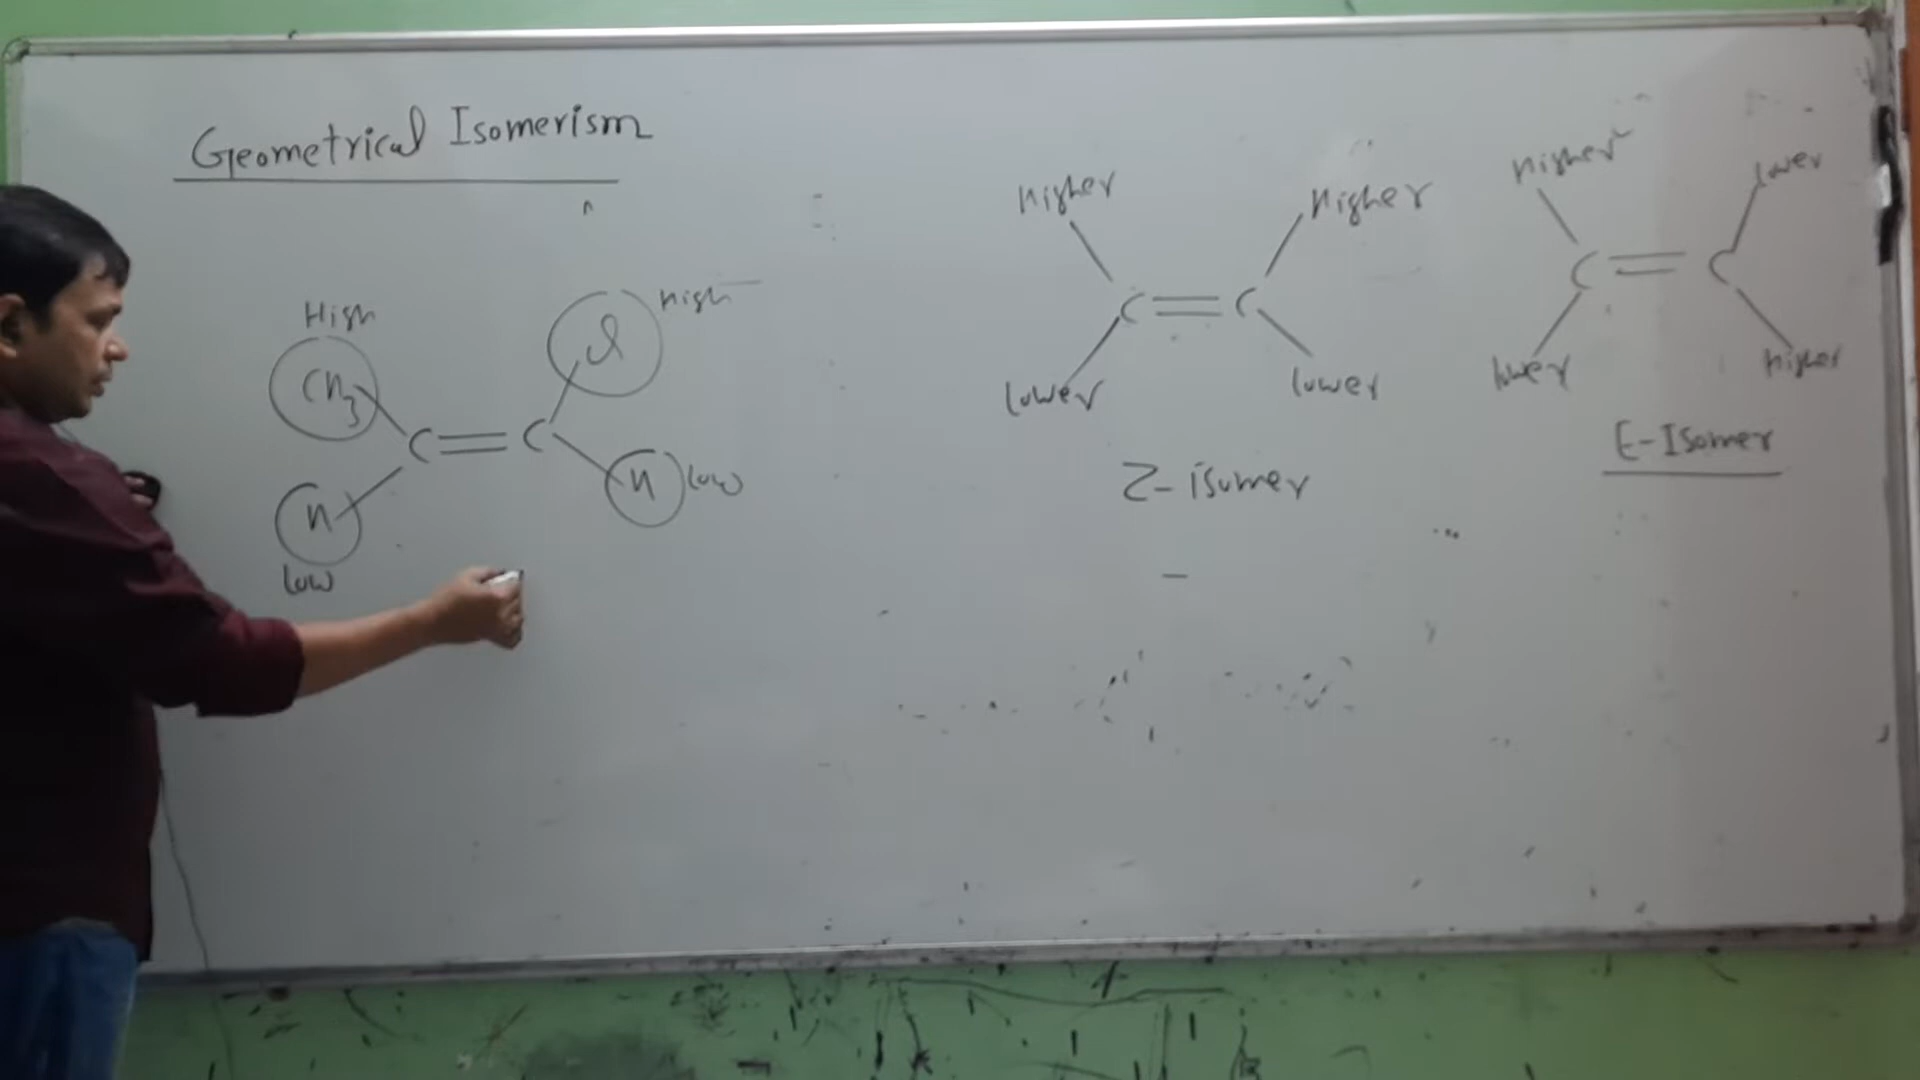 Geometrical Isomerism
High
CH3
Cl
High
C = C
H
H
low
low
Higher
Higher
C = C
lower
lower
Z-isomer
Higher
lower
C = C
lower
Higher
E-Isomer